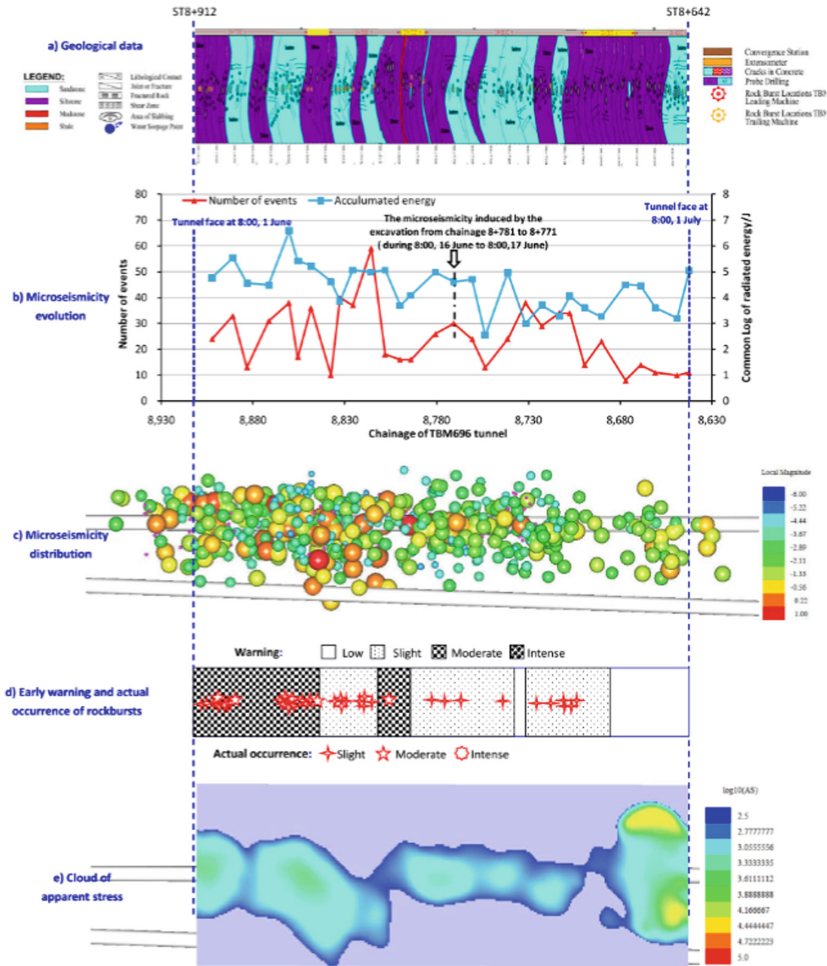 ST8+912
ST8+642
a) Geological data
LEGEND:
Sandstone
Siltstone
Mudstone
Shale
Lithological Contact
Joint or Fracture
Fractured Rock
Shear Zone
Area of Slabbing
Water Seepage Point
Convergence Station
Extensometer
Cracks in Concrete
Probe Drilling
Rock Burst Locations TBM
Leading Machine
Rock Burst Locations TBM
Trailing Machine
Number of events
Acculumated energy
Tunnel face at 8:00, 1 June
The microseismicity induced by the
excavation from chainage 8+781 to 8+771
( during 8:00, 16 June to 8:00,17 June)
Tunnel face at
8:00, 1 July
b) Microseismicity
evolution
Number of events
80
70
60
50
40
30
20
10
0
Common Log of radiated energy/J
8
7
6
5
4
3
2
1
0
8,930
8,880
8,830
8,780
8,730
8,680
8,630
Chainage of TBM696 tunnel
c) Microseismicity
distribution
Local Magnitude
-6.00
-5.22
-4.44
-3.67
-2.89
-2.11
-1.33
-0.56
0.22
1.00
Warning:
Low
Slight
Moderate
Intense
d) Early warning and actual
occurrence of rockbursts
Actual occurrence:
Slight
Moderate
Intense
e) Cloud of
apparent stress
log10(AS)
2.5
2.7777777
3.0555556
3.3333335
3.6111112
3.8888888
4.166667
4.4444447
4.7222223
5.0